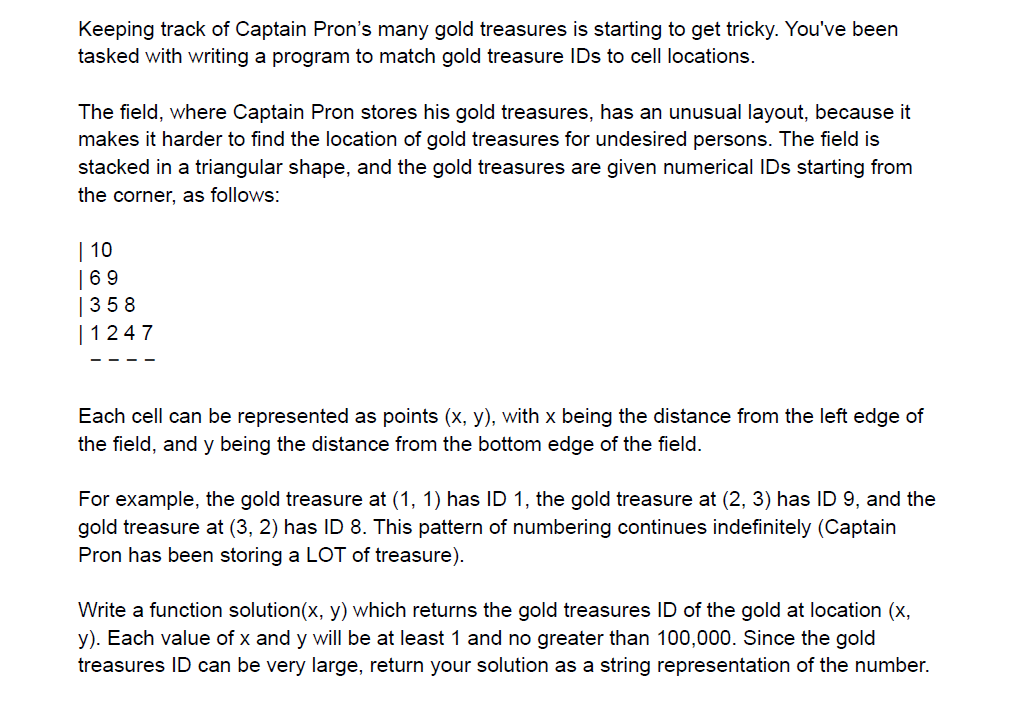 Keeping track of Captain Pron’s many gold treasures is starting to get tricky. You've been
tasked with writing a program to match gold treasure IDs to cell locations.
The field, where Captain Pron stores his gold treasures, has an unusual layout, because it
makes it harder to find the location of gold treasures for undesired persons. The field is
stacked in a triangular shape, and the gold treasures are given numerical IDs starting from
the corner, as follows:
| 10
| 6 9
| 3 5 8
| 1 2 4 7
– – – –
Each cell can be represented as points (x, y), with x being the distance from the left edge of
the field, and y being the distance from the bottom edge of the field.
For example, the gold treasure at (1, 1) has ID 1, the gold treasure at (2, 3) has ID 9, and the
gold treasure at (3, 2) has ID 8. This pattern of numbering continues indefinitely (Captain
Pron has been storing a LOT of treasure).
Write a function solution(x, y) which returns the gold treasures ID of the gold at location (x,
y). Each value of x and y will be at least 1 and no greater than 100,000. Since the gold
treasures ID can be very large, return your solution as a string representation of the number.